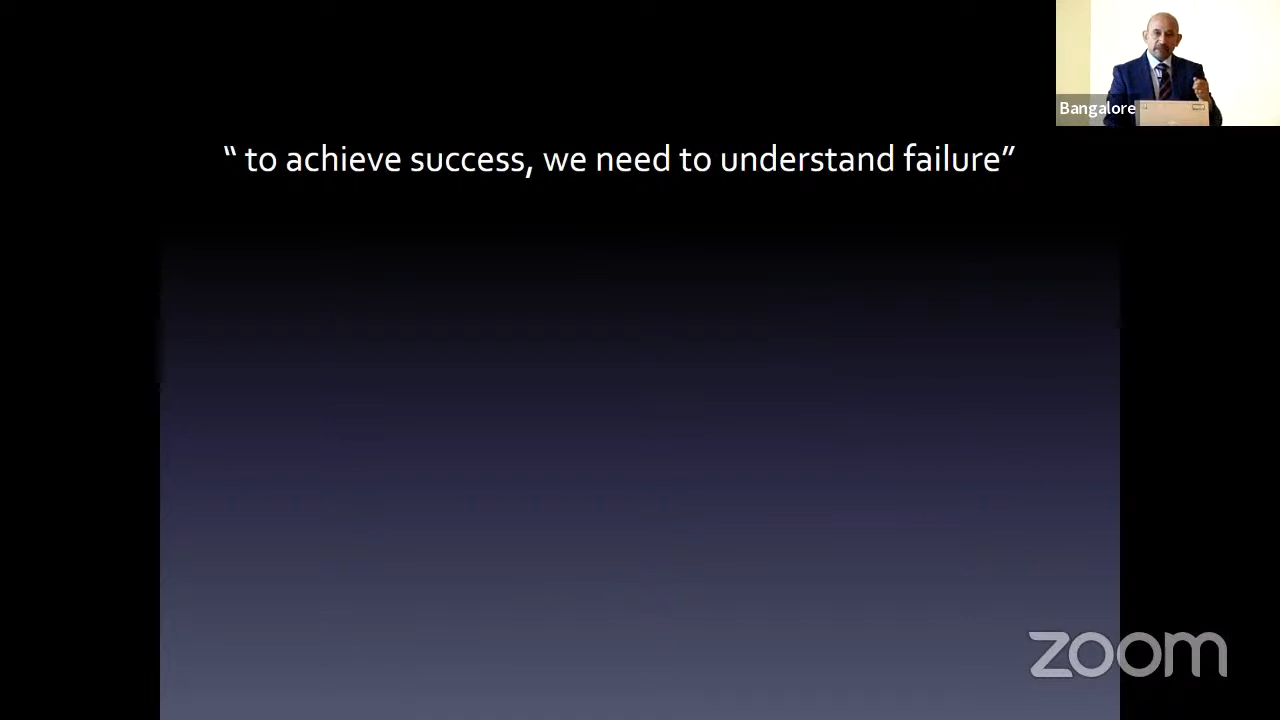 Bangalore
“ to achieve success, we need to understand failure”
zoom